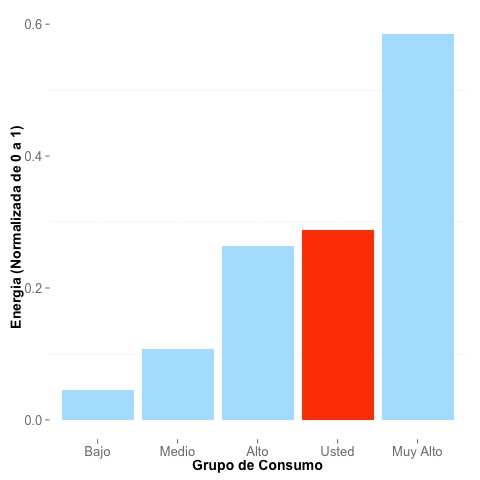 Energia (Normalizada de 0 a 1)
0.6
0.4
0.2
0.0
Bajo Medio Alto Usted Muy Alto
Grupo de Consumo